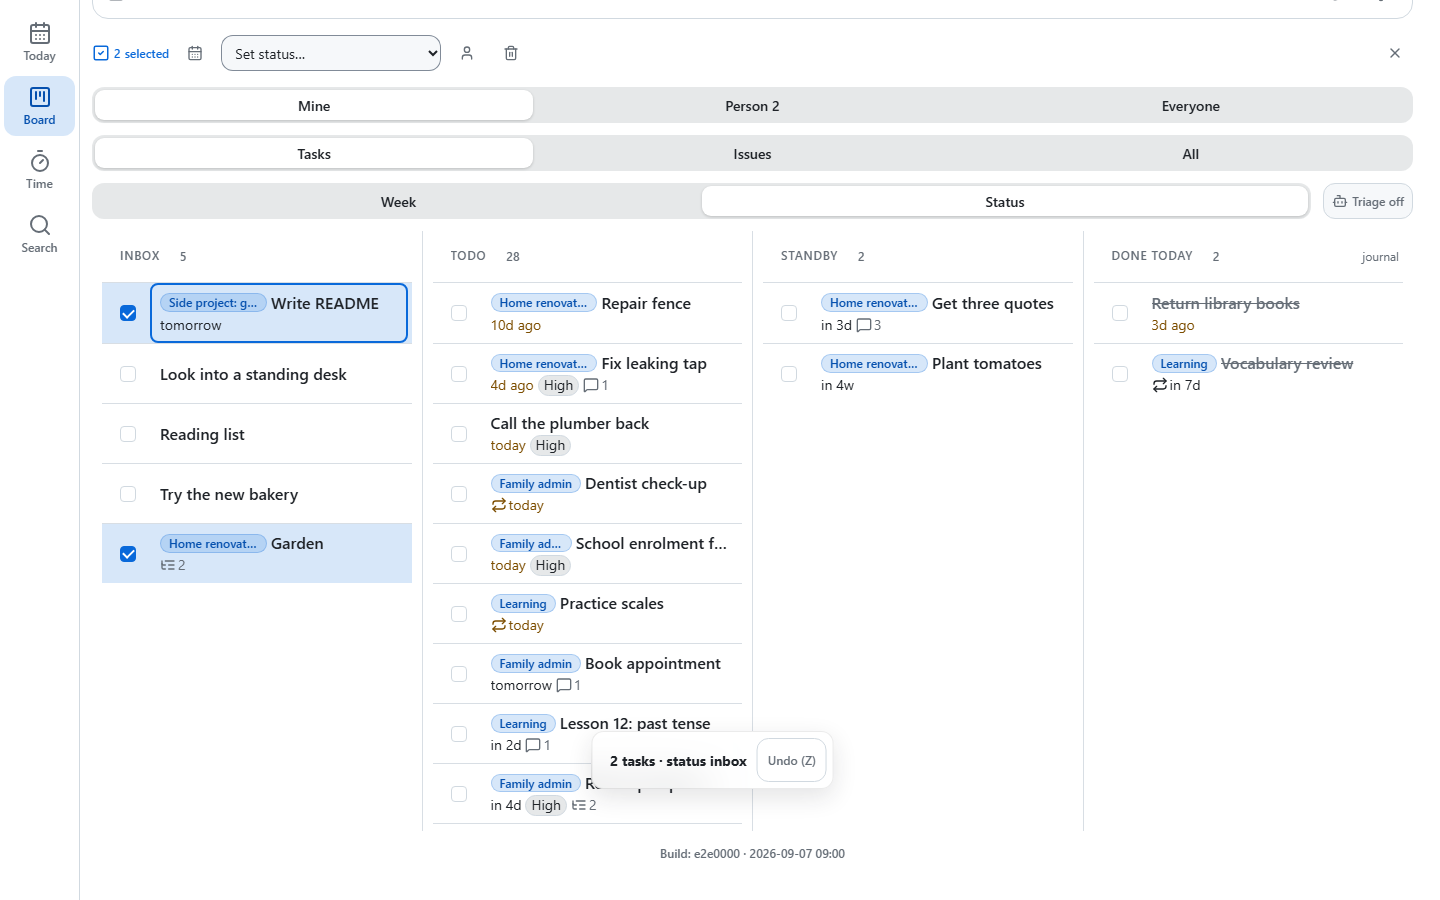 Today
Board
Time
Search
2 selected
Set status...
Mine
Person 2
Everyone
Tasks
Issues
All
Week
Status
Triage off
INBOX 5
Side project: g... Write README
tomorrow
Look into a standing desk
Reading list
Try the new bakery
Home renovat... Garden
2
TODO 28
Home renovat... Repair fence
10d ago
Home renovat... Fix leaking tap
4d ago High 1
Call the plumber back
today High
Family admin Dentist check-up
today
Family ad... School enrolment f...
today High
Learning Practice scales
today
Family admin Book appointment
tomorrow 1
Learning Lesson 12: past tense
in 2d 1
Family admin
in 4d High 2
STANDBY 2
Home renovat... Get three quotes
in 3d 3
Home renovat... Plant tomatoes
in 4w
DONE TODAY 2 journal
Return library books
3d ago
Learning Vocabulary review
in 7d
2 tasks · status inbox Undo (Z)
Build: e2e0000 · 2026-09-07 09:00